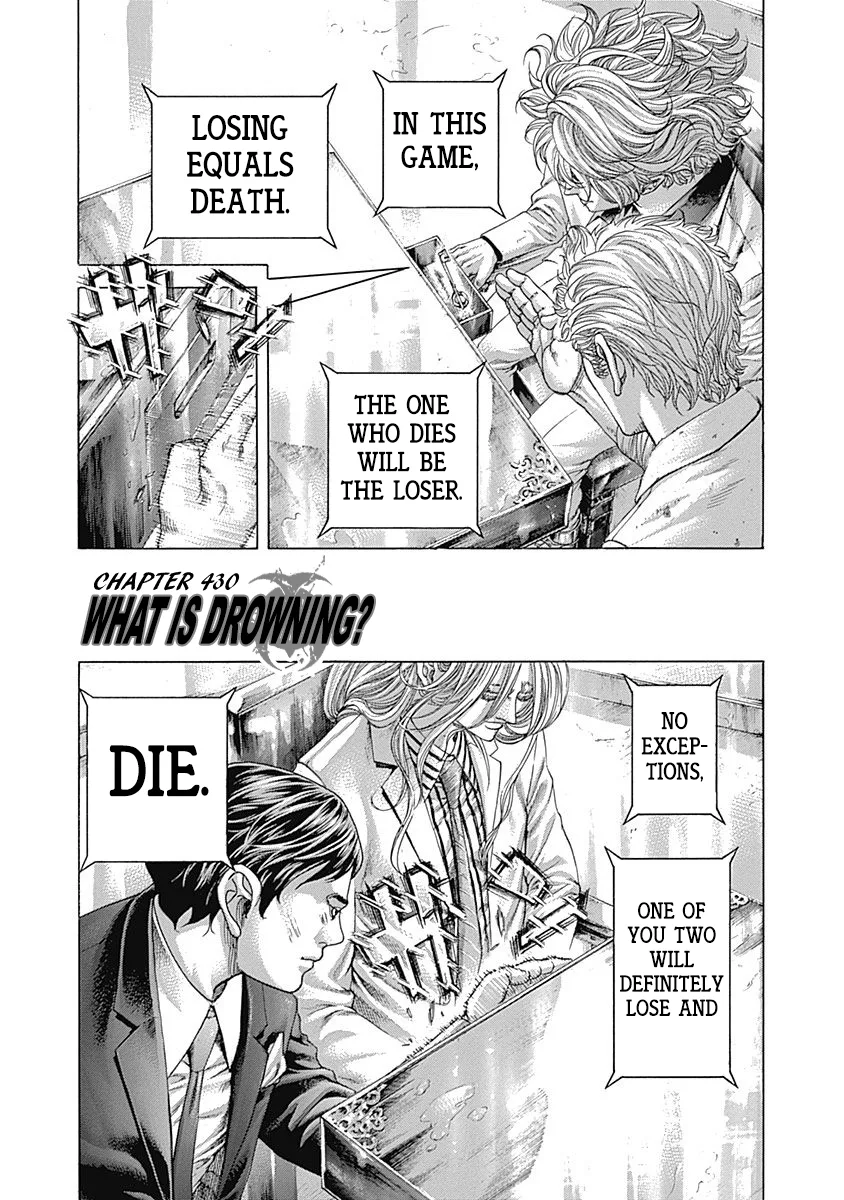 IN THIS
GAME,
LOSING
EQUALS
DEATH.
THE ONE
WHO DIES
WILL BE
THE LOSER.
CHAPTER 430
WHAT IS DROWNING?
NO
EXCEP-
TIONS,
ONE OF
YOU TWO
WILL
DEFINITELY
LOSE AND
DIE.